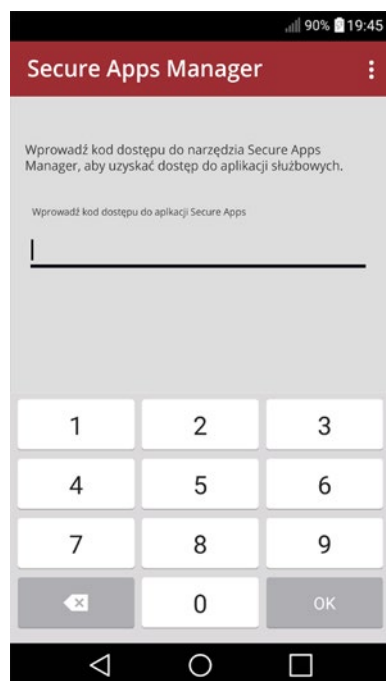 90% 19:45
Secure Apps Manager
Wprowadź kod dostępu do narzędzia Secure Apps
Manager, aby uzyskać dostęp do aplikacji służbowych.
Wprowadź kod dostępu do aplkacji Secure Apps
1 2 3
4 5 6
7 8 9
0 OK